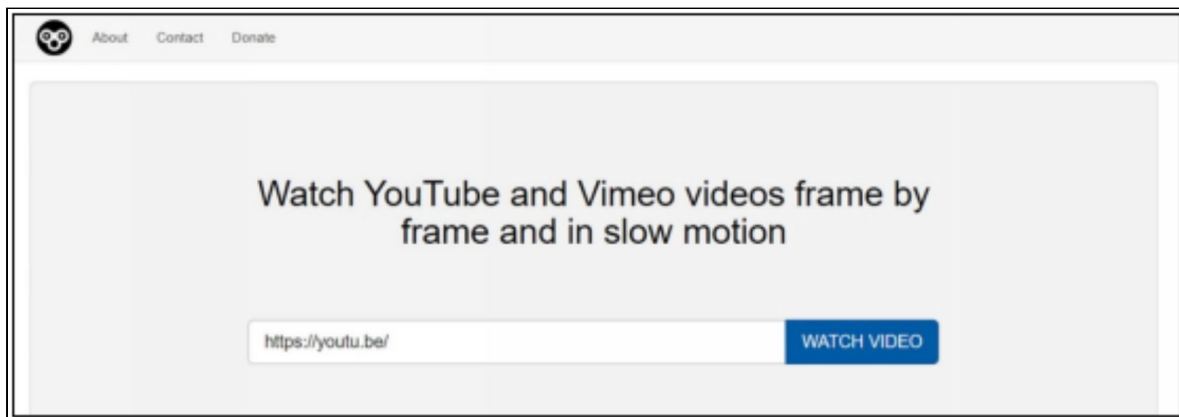 About Contact Donate
Watch YouTube and Vimeo videos frame by
frame and in slow motion
https://youtu.be/ WATCH VIDEO